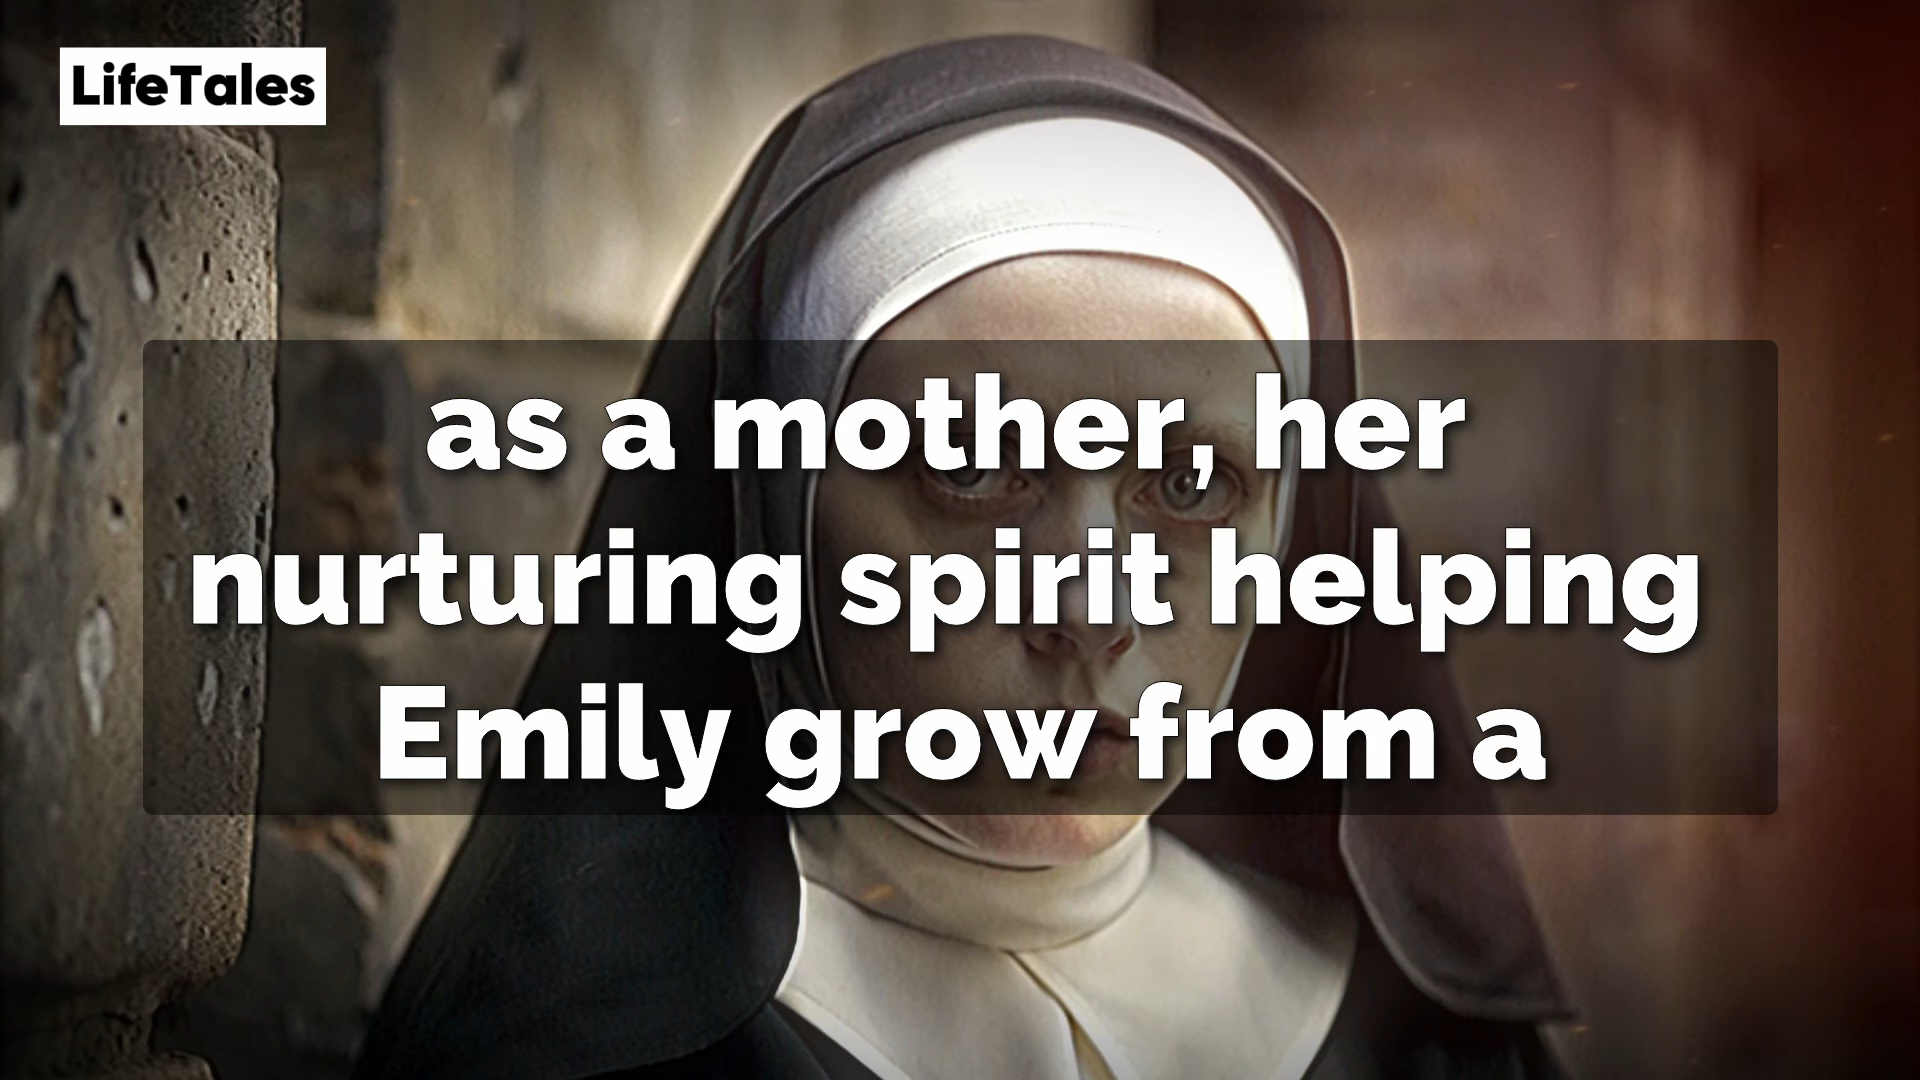 LifeTales
as a mother, her
nurturing spirit helping
Emily grow from a